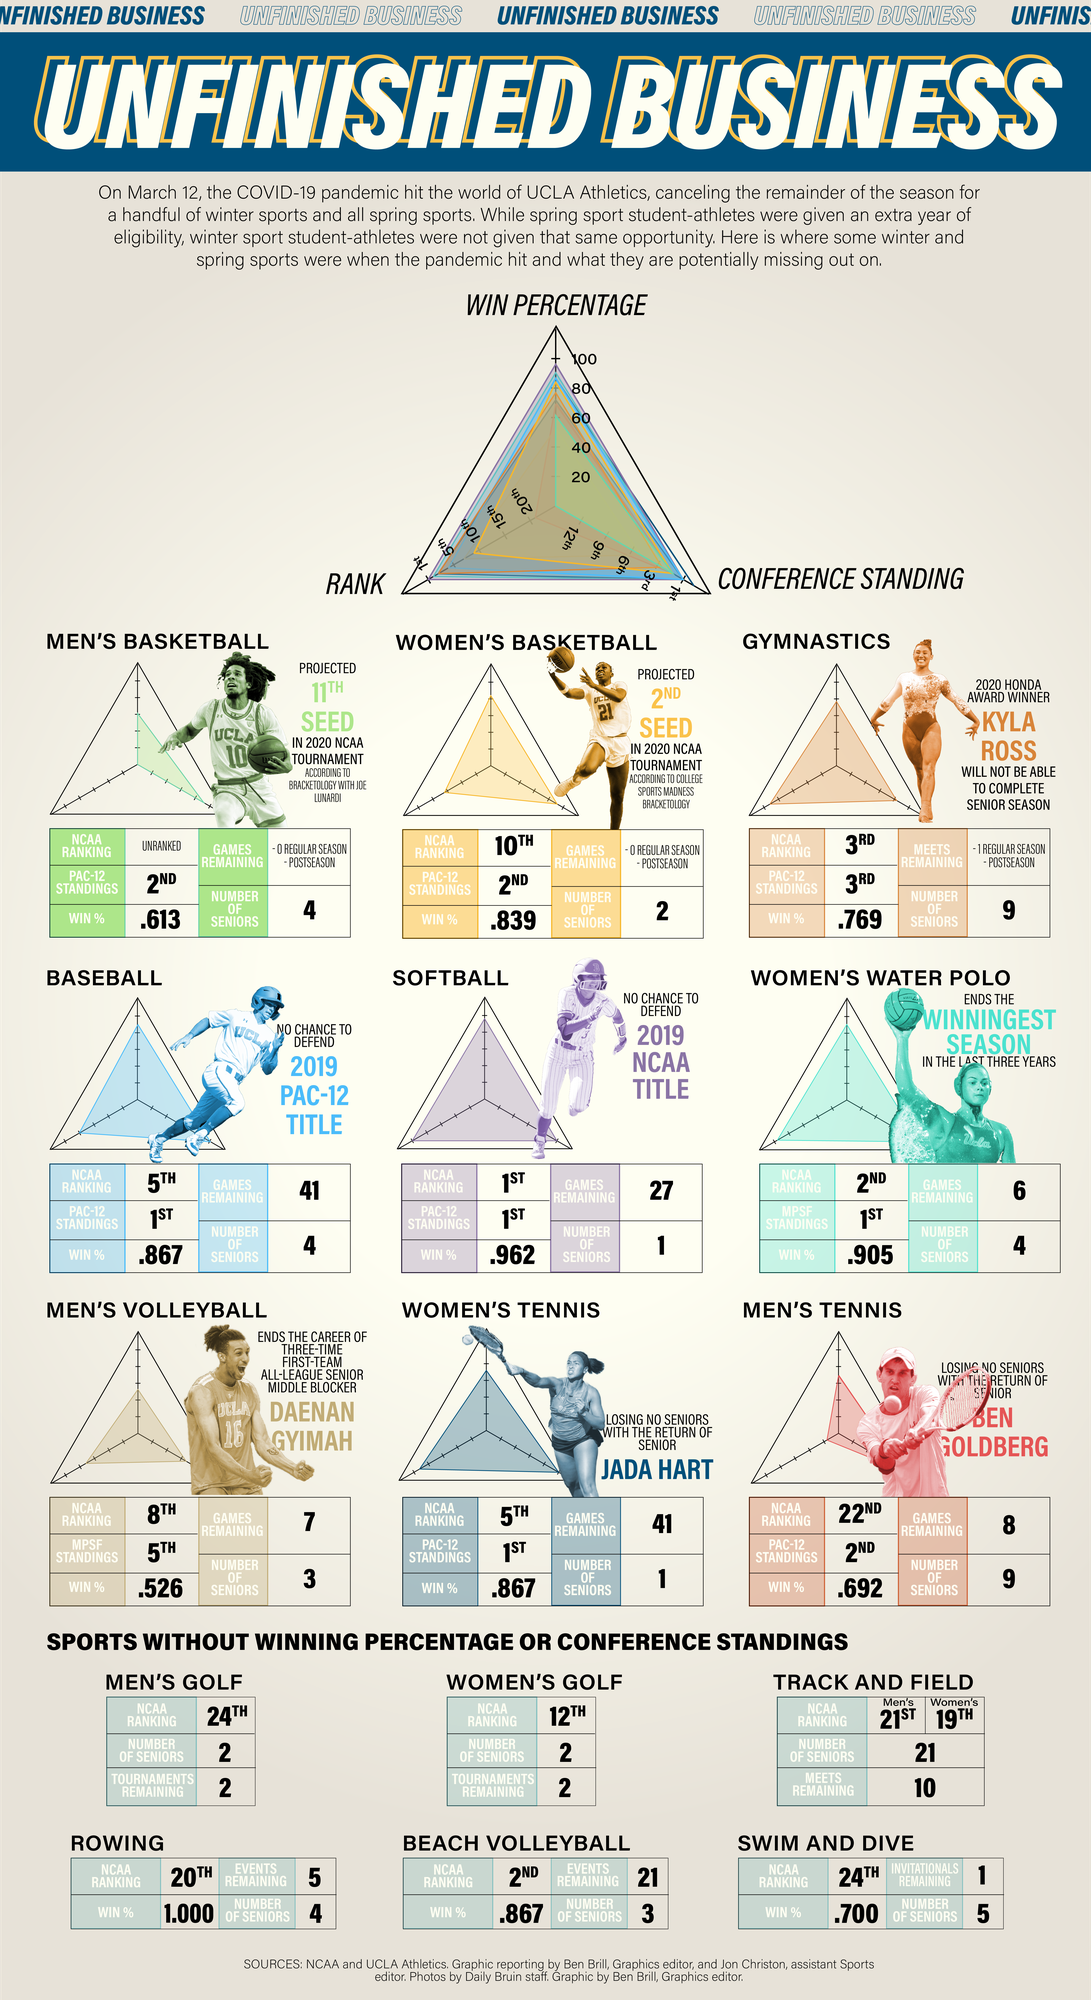 NFINISHED BUSINESS UNFINISHED BUSINESS UNFINISHED BUSINESS UNFINISHED BUSINESS UNFINIS
UNFINISHED BUSINESS
On March 12, the COVID-19 pandemic hit the world of UCLA Athletics, canceling the remainder of the season for
a handful of winter sports and all spring sports. While spring sport student-athletes were given an extra year of
eligibility, winter sport student-athletes were not given that same opportunity. Here is where some winter and
spring sports were when the pandemic hit and what they are potentially missing out on.
WIN PERCENTAGE
100
80
60
40
20
20th
15th
10th
5th
1st
12th
9th
6th
3rd
1st
RANK
CONFERENCE STANDING
MEN'S BASKETBALL
UCLA
10
PROJECTED
11TH
SEED
IN 2020 NCAA
TOURNAMENT
ACCORDING TO
BRACKETOLOGY WITH JOE
LUNARDI
NCAA
RANKING
UNRANKED
PAC-12
STANDINGS
2ND
WIN %
.613
GAMES
REMAINING
- 0 REGULAR SEASON
- POSTSEASON
NUMBER
OF
SENIORS
4
WOMEN'S BASKETBALL
21
PROJECTED
2ND
SEED
IN 2020 NCAA
TOURNAMENT
ACCORDING TO COLLEGE
SPORTS MADNESS
BRACKETOLOGY
NCAA
RANKING
10TH
PAC-12
STANDINGS
2ND
WIN %
.839
GAMES
REMAINING
- 0 REGULAR SEASON
- POSTSEASON
NUMBER
OF
SENIORS
2
GYMNASTICS
2020 HONDA
AWARD WINNER
KYLA
ROSS
WILL NOT BE ABLE
TO COMPLETE
SENIOR SEASON
NCAA
RANKING
3RD
PAC-12
STANDINGS
3RD
WIN %
.769
MEETS
REMAINING
- 1 REGULAR SEASON
- POSTSEASON
NUMBER
OF
SENIORS
9
BASEBALL
UCLA
NO CHANCE TO
DEFEND
2019
PAC-12
TITLE
NCAA
RANKING
5TH
PAC-12
STANDINGS
1ST
WIN %
.867
GAMES
REMAINING
41
NUMBER
OF
SENIORS
4
SOFTBALL
NO CHANCE TO
DEFEND
2019
NCAA
TITLE
NCAA
RANKING
1ST
PAC-12
STANDINGS
1ST
WIN %
.962
GAMES
REMAINING
27
NUMBER
OF
SENIORS
1
WOMEN'S WATER POLO
ENDS THE
WINNINGEST
SEASON
IN THE LAST THREE YEARS
Ucla
NCAA
RANKING
2ND
MPSF
STANDINGS
1ST
WIN %
.905
GAMES
REMAINING
6
NUMBER
OF
SENIORS
4
MEN'S VOLLEYBALL
UCLA
16
ENDS THE CAREER OF
THREE-TIME
FIRST-TEAM
ALL-LEAGUE SENIOR
MIDDLE BLOCKER
DAENAN
GYIMAH
NCAA
RANKING
8TH
MPSF
STANDINGS
5TH
WIN %
.526
GAMES
REMAINING
7
NUMBER
OF
SENIORS
3
WOMEN'S TENNIS
LOSING NO SENIORS
WITH THE RETURN OF
SENIOR
JADA HART
NCAA
RANKING
5TH
PAC-12
STANDINGS
1ST
WIN %
.867
GAMES
REMAINING
41
NUMBER
OF
SENIORS
1
MEN'S TENNIS
LOSING NO SENIORS
WITH THE RETURN OF
SENIOR
BEN
GOLDBERG
NCAA
RANKING
22ND
PAC-12
STANDINGS
2ND
WIN %
.692
GAMES
REMAINING
8
NUMBER
OF
SENIORS
9
SPORTS WITHOUT WINNING PERCENTAGE OR CONFERENCE STANDINGS
MEN'S GOLF
NCAA
RANKING
24TH
NUMBER
OF SENIORS
2
TOURNAMENTS
REMAINING
2
WOMEN'S GOLF
NCAA
RANKING
12TH
NUMBER
OF SENIORS
2
TOURNAMENTS
REMAINING
2
TRACK AND FIELD
NCAA
RANKING
Men's
21ST
Women's
19TH
NUMBER
OF SENIORS
21
MEETS
REMAINING
10
ROWING
NCAA
RANKING
20TH
EVENTS
REMAINING
5
WIN %
1.000
NUMBER
OF SENIORS
4
BEACH VOLLEYBALL
NCAA
RANKING
2ND
EVENTS
REMAINING
21
WIN %
.867
NUMBER
OF SENIORS
3
SWIM AND DIVE
NCAA
RANKING
24TH
INVITATIONALS
REMAINING
1
WIN %
.700
NUMBER
OF SENIORS
5
SOURCES: NCAA and UCLA Athletics. Graphic reporting by Ben Brill, Graphics editor, and Jon Christon, assistant Sports
editor. Photos by Daily Bruin staff. Graphic by Ben Brill, Graphics editor.